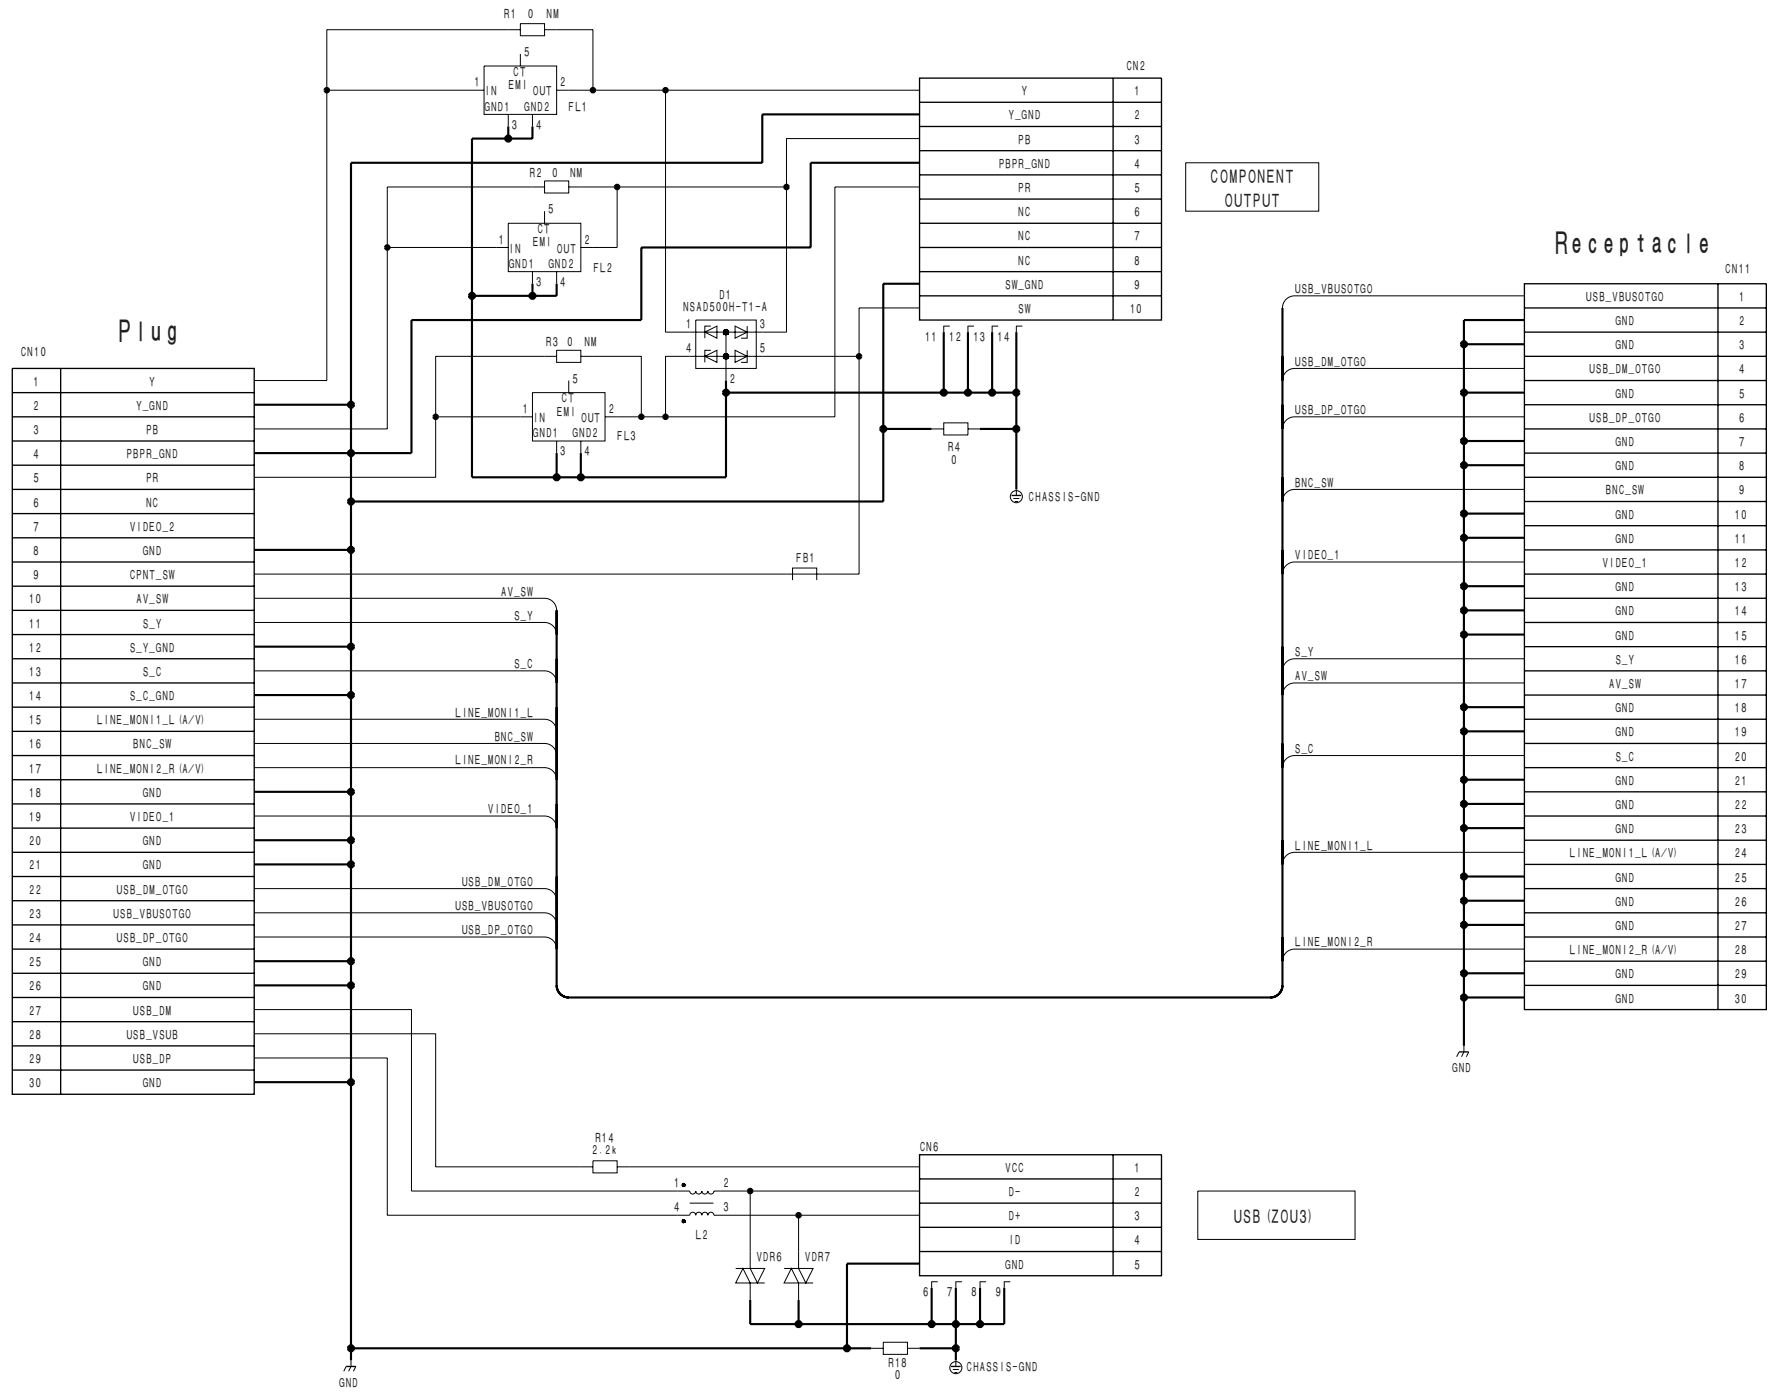 R1 0 NM
5
CT
EMI
1
IN
OUT
2
GND1
GND2
FL1
3
4
R2 0 NM
5
CT
EMI
1
IN
OUT
2
GND1
GND2
FL2
3
4
R3 0 NM
5
CT
EMI
1
IN
OUT
2
GND1
GND2
FL3
3
4
D1
NSAD500H-T1-A
1
3
4
5
2
CN2
Y 1
Y_GND 2
PB 3
PBPR_GND 4
PR 5
NC 6
NC 7
NC 8
SW_GND 9
SW 10
11
12
13
14
R4
0
CHASSIS-GND
COMPONENT
OUTPUT
Plug
CN10
1 Y
2 Y_GND
3 PB
4 PBPR_GND
5 PR
6 NC
7 VIDEO_2
8 GND
9 CPNT_SW
10 AV_SW
11 S_Y
12 S_Y_GND
13 S_C
14 S_C_GND
15 LINE_MONI1_L(A/V)
16 BNC_SW
17 LINE_MONI2_R(A/V)
18 GND
19 VIDEO_1
20 GND
21 GND
22 USB_DM_OTGO
23 USB_VBUSOTGO
24 USB_DP_OTGO
25 GND
26 GND
27 USB_DM
28 USB_VSUB
29 USB_DP
30 GND
FB1
AV_SW
S_Y
S_C
LINE_MONI1_L
BNC_SW
LINE_MONI2_R
VIDEO_1
USB_DM_OTGO
USB_VBUSOTGO
USB_DP_OTGO
USB_VBUSOTGO
USB_DM_OTGO
USB_DP_OTGO
BNC_SW
VIDEO_1
S_Y
AV_SW
S_C
LINE_MONI1_L
LINE_MONI2_R
Receptacle
CN11
USB_VBUSOTGO 1
GND 2
GND 3
USB_DM_OTGO 4
GND 5
USB_DP_OTGO 6
GND 7
GND 8
BNC_SW 9
GND 10
GND 11
VIDEO_1 12
GND 13
GND 14
GND 15
S_Y 16
AV_SW 17
GND 18
GND 19
S_C 20
GND 21
GND 22
GND 23
LINE_MONI1_L(A/V) 24
GND 25
GND 26
GND 27
LINE_MONI2_R(A/V) 28
GND 29
GND 30
GND
R14
2.2k
1
2
4
3
L2
VDR6
VDR7
CN6
VCC 1
D- 2
D+ 3
ID 4
GND 5
6
7
8
9
R18
0
CHASSIS-GND
GND
USB(ZOU3)